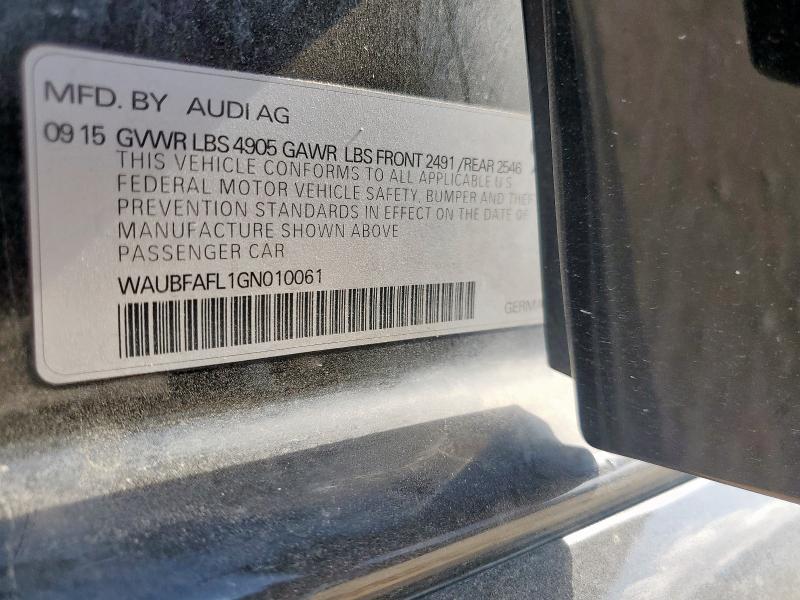 MFD. BY AUDI AG
09 15 GVWR LBS 4905 GAWR LBS FRONT 2491 /REAR 2546
THIS VEHICLE CONFORMS TO ALL APPLICABLE U S
FEDERAL MOTOR VEHICLE SAFETY, BUMPER AND
PREVENTION STANDARDS IN EFFECT ON THE DATE OF
MANUFACTURE SHOWN ABOVE
PASSENGER CAR
WAUBFAFL1GN010061